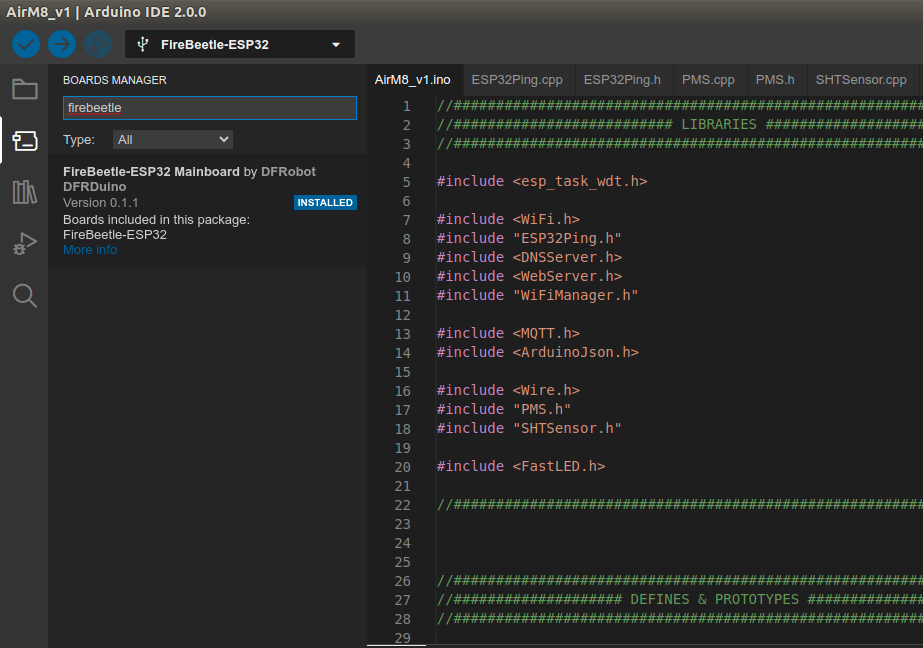 AirM8_v1 | Arduino IDE 2.0.0
FireBeetle-ESP32
BOARDS MANAGER
firebeetle
Type: All
FireBeetle-ESP32 Mainboard by DFRobot
DFRDuino
Version 0.1.1
INSTALLED
Boards included in this package:
FireBeetle-ESP32
More info
AirM8_v1.ino ESP32Ping.cpp ESP32Ping.h PMS.cpp PMS.h SHTSensor.cpp
1 //########################################################
2 //########################## LIBRARIES ###################
3 //########################################################
4
5 #include <esp_task_wdt.h>
6
7 #include <WiFi.h>
8 #include "ESP32Ping.h"
9 #include <DNSServer.h>
10 #include <WebServer.h>
11 #include "WiFiManager.h"
12
13 #include <MQTT.h>
14 #include <ArduinoJson.h>
15
16 #include <Wire.h>
17 #include "PMS.h"
18 #include "SHTSensor.h"
19
20 #include <FastLED.h>
21
22 //########################################################
23
24
25
26 //########################################################
27 //#################### DEFINES & PROTOTYPES ##############
28 //########################################################
29